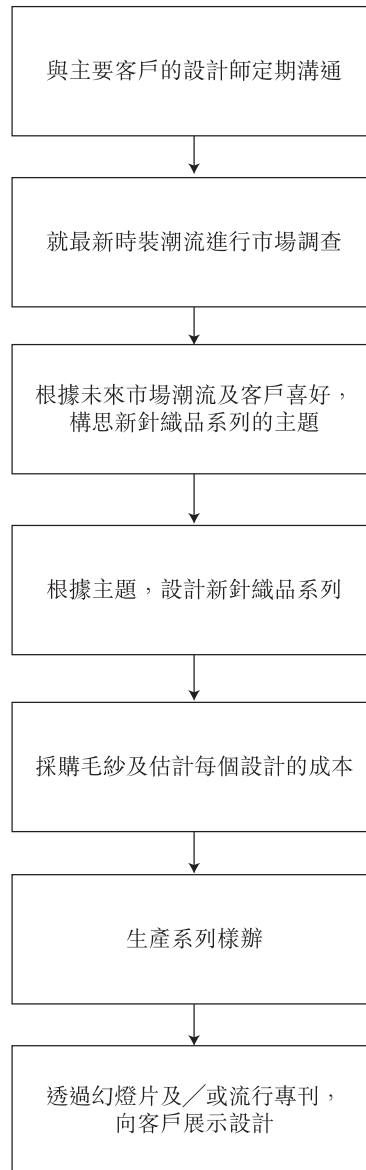 與主要客戶的設計師定期溝通
就最新時裝潮流進行市場調查
根據未來市場潮流及客戶喜好，
構思新針織品系列的主題
根據主題，設計新針織品系列
採購毛紗及估計每個設計的成本
生產系列樣辦
透過幻燈片及╱或流行專刊，
向客戶展示設計